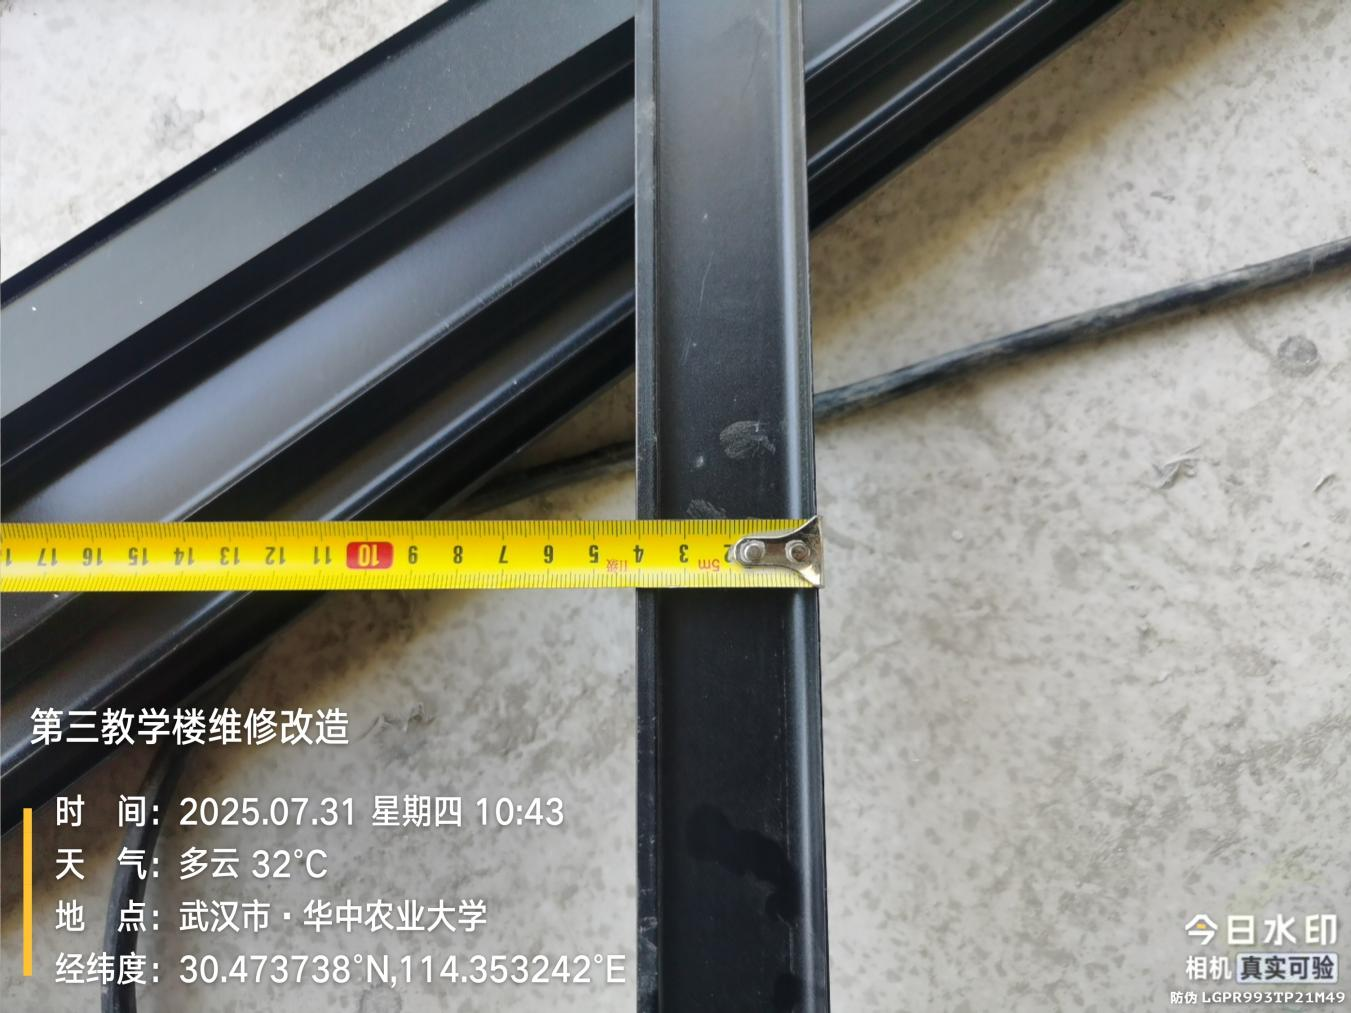 17 16 15 14 13 12 11 10 9 8 7 6 5 4 3 2
5m
第三教学楼维修改造
时 间：2025.07.31 星期四 10:43
天 气：多云 32°C
地 点：武汉市·华中农业大学
经纬度：30.473738°N,114.353242°E
今日水印
相机 真实可验
防伪 LGPR993TP21M49